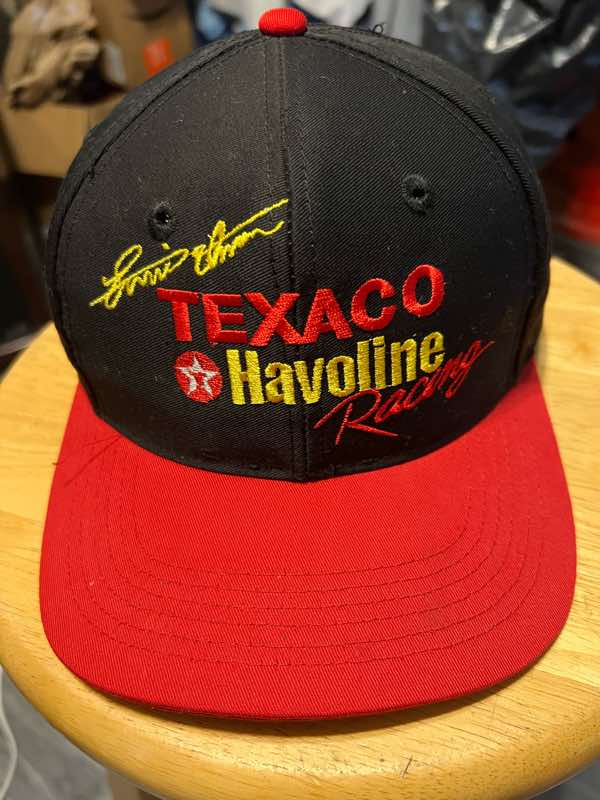 TEXACO
T Havoline
Racing